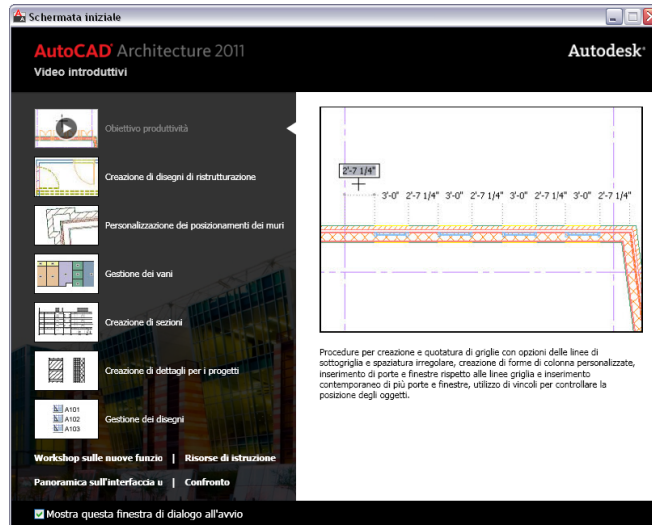 Schermata iniziale
AutoCAD Architecture 2011
Autodesk
Video introduttivi
Obiettivo produttività
Creazione di disegni di ristrutturazione
Personalizzazione dei posizionamenti dei muri
Gestione dei vani
Creazione di sezioni
Creazione di dettagli per i progetti
A101
A102
A103
Gestione dei disegni
Workshop sulle nuove funzio | Risorse di istruzione
Panoramica sull'interfaccia u | Confronto
2'-7 1/4"
3'-0" 2'-7 1/4" 3'-0" 2'-7 1/4" 3'-0" 2'-7 1/4" 3'-0" 2'-7 1/4"
Procedure per creazione e quotatura di griglie con opzioni delle linee di
sottogriglia e spaziatura irregolare, creazione di forme di colonna personalizzate,
inserimento di porte e finestre rispetto alle linee griglia e inserimento
contemporaneo di più porte e finestre, utilizzo di vincoli per controllare la
posizione degli oggetti.
Mostra questa finestra di dialogo all'avvio